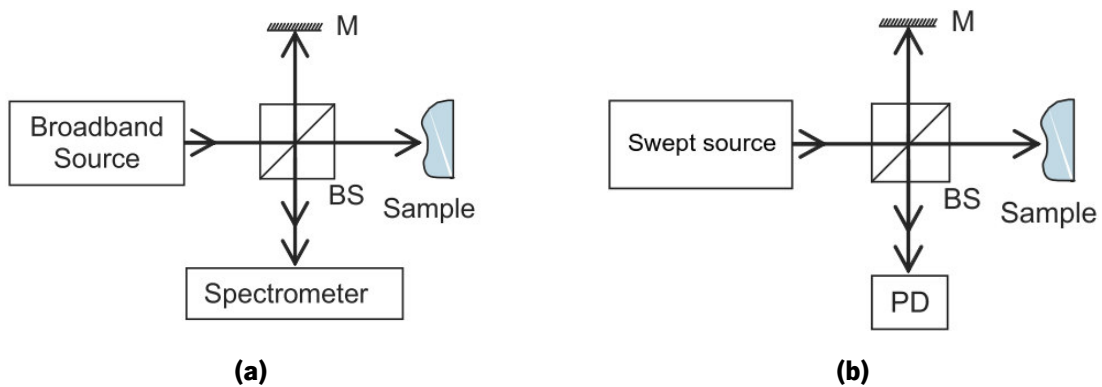 M
Broadband
Source
BS
Sample
Spectrometer
(a)
M
Swept source
BS
Sample
PD
(b)